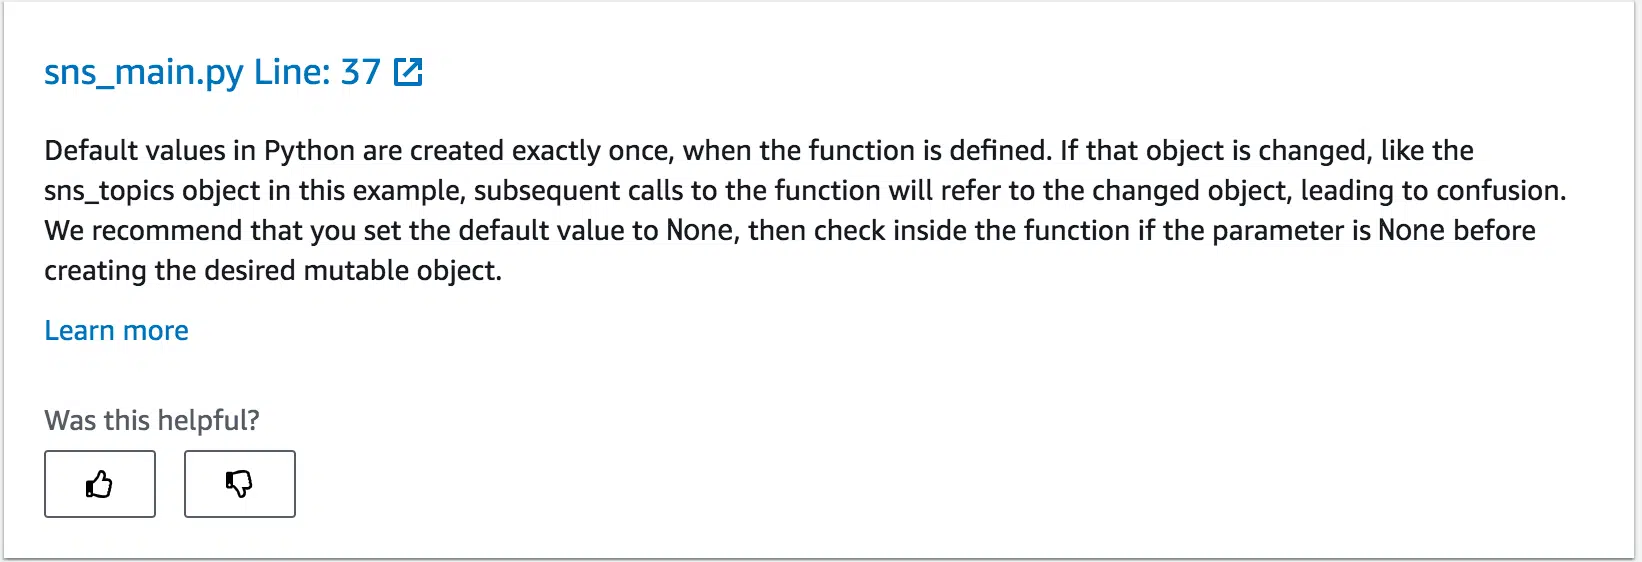 sns_main.py Line: 37
Default values in Python are created exactly once, when the function is defined. If that object is changed, like the
sns_topics object in this example, subsequent calls to the function will refer to the changed object, leading to confusion.
We recommend that you set the default value to None, then check inside the function if the parameter is None before
creating the desired mutable object.
Learn more
Was this helpful?